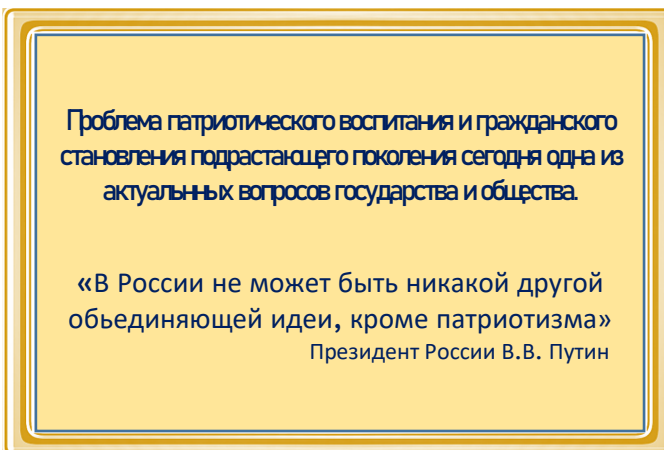 Проблема патриотического воспитания и гражданского
становления подрастающего поколения сегодня одна из
актуальнных вопросов государства и общества.
«В России не может быть никакой другой
обьединяющей идеи, кроме патриотизма»
Президент России В.В. Путин